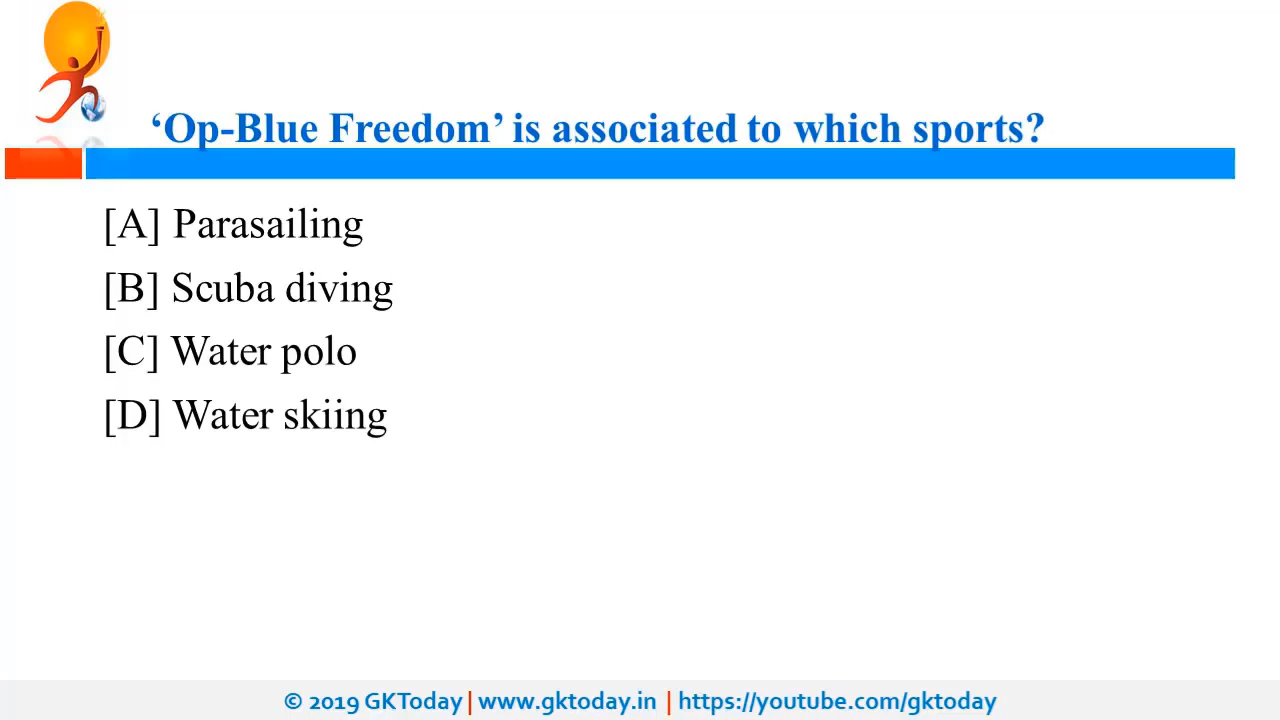 ‘Op-Blue Freedom’ is associated to which sports?
[A] Parasailing
[B] Scuba diving
[C] Water polo
[D] Water skiing
© 2019 GKToday | www.gktoday.in | https://youtube.com/gktoday